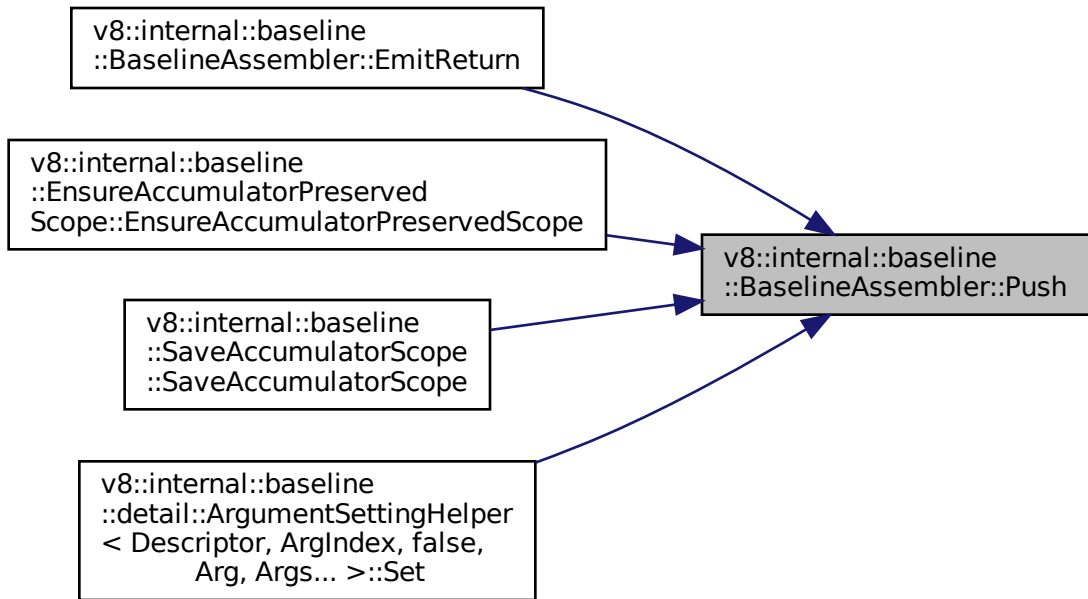 v8::internal::baseline
::BaselineAssembler::EmitReturn
v8::internal::baseline
::EnsureAccumulatorPreserved
Scope::EnsureAccumulatorPreservedScope
v8::internal::baseline
::BaselineAssembler::Push
v8::internal::baseline
::SaveAccumulatorScope
::SaveAccumulatorScope
v8::internal::baseline
::detail::ArgumentSettingHelper
< Descriptor, ArgIndex, false,
Arg, Args... >::Set